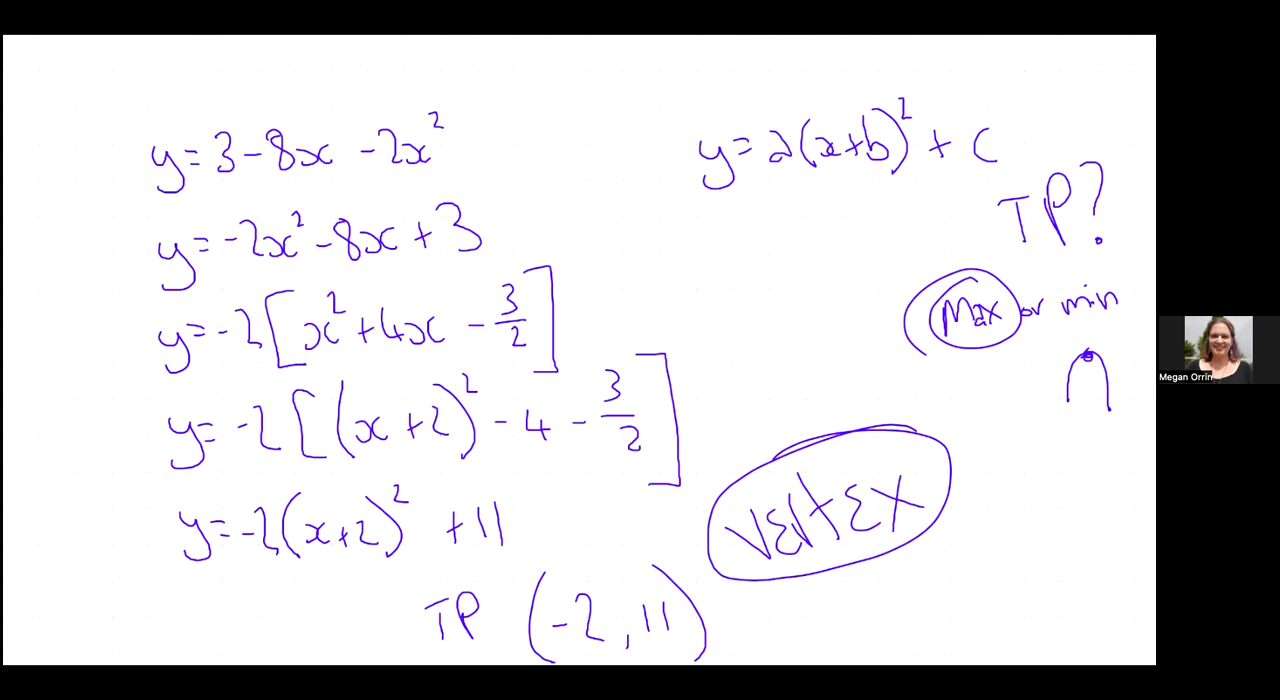 y = 3 - 8x - 2x²
y = -2x² - 8x + 3
y = -2[x² + 4x - 3/2]
y = -2[(x + 2)² - 4 - 3/2]
y = -2(x+2)² + 11
TP (-2, 11)
y = a(x+b)² + c
TP?
Max or min
VERTEX
Megan Orrin